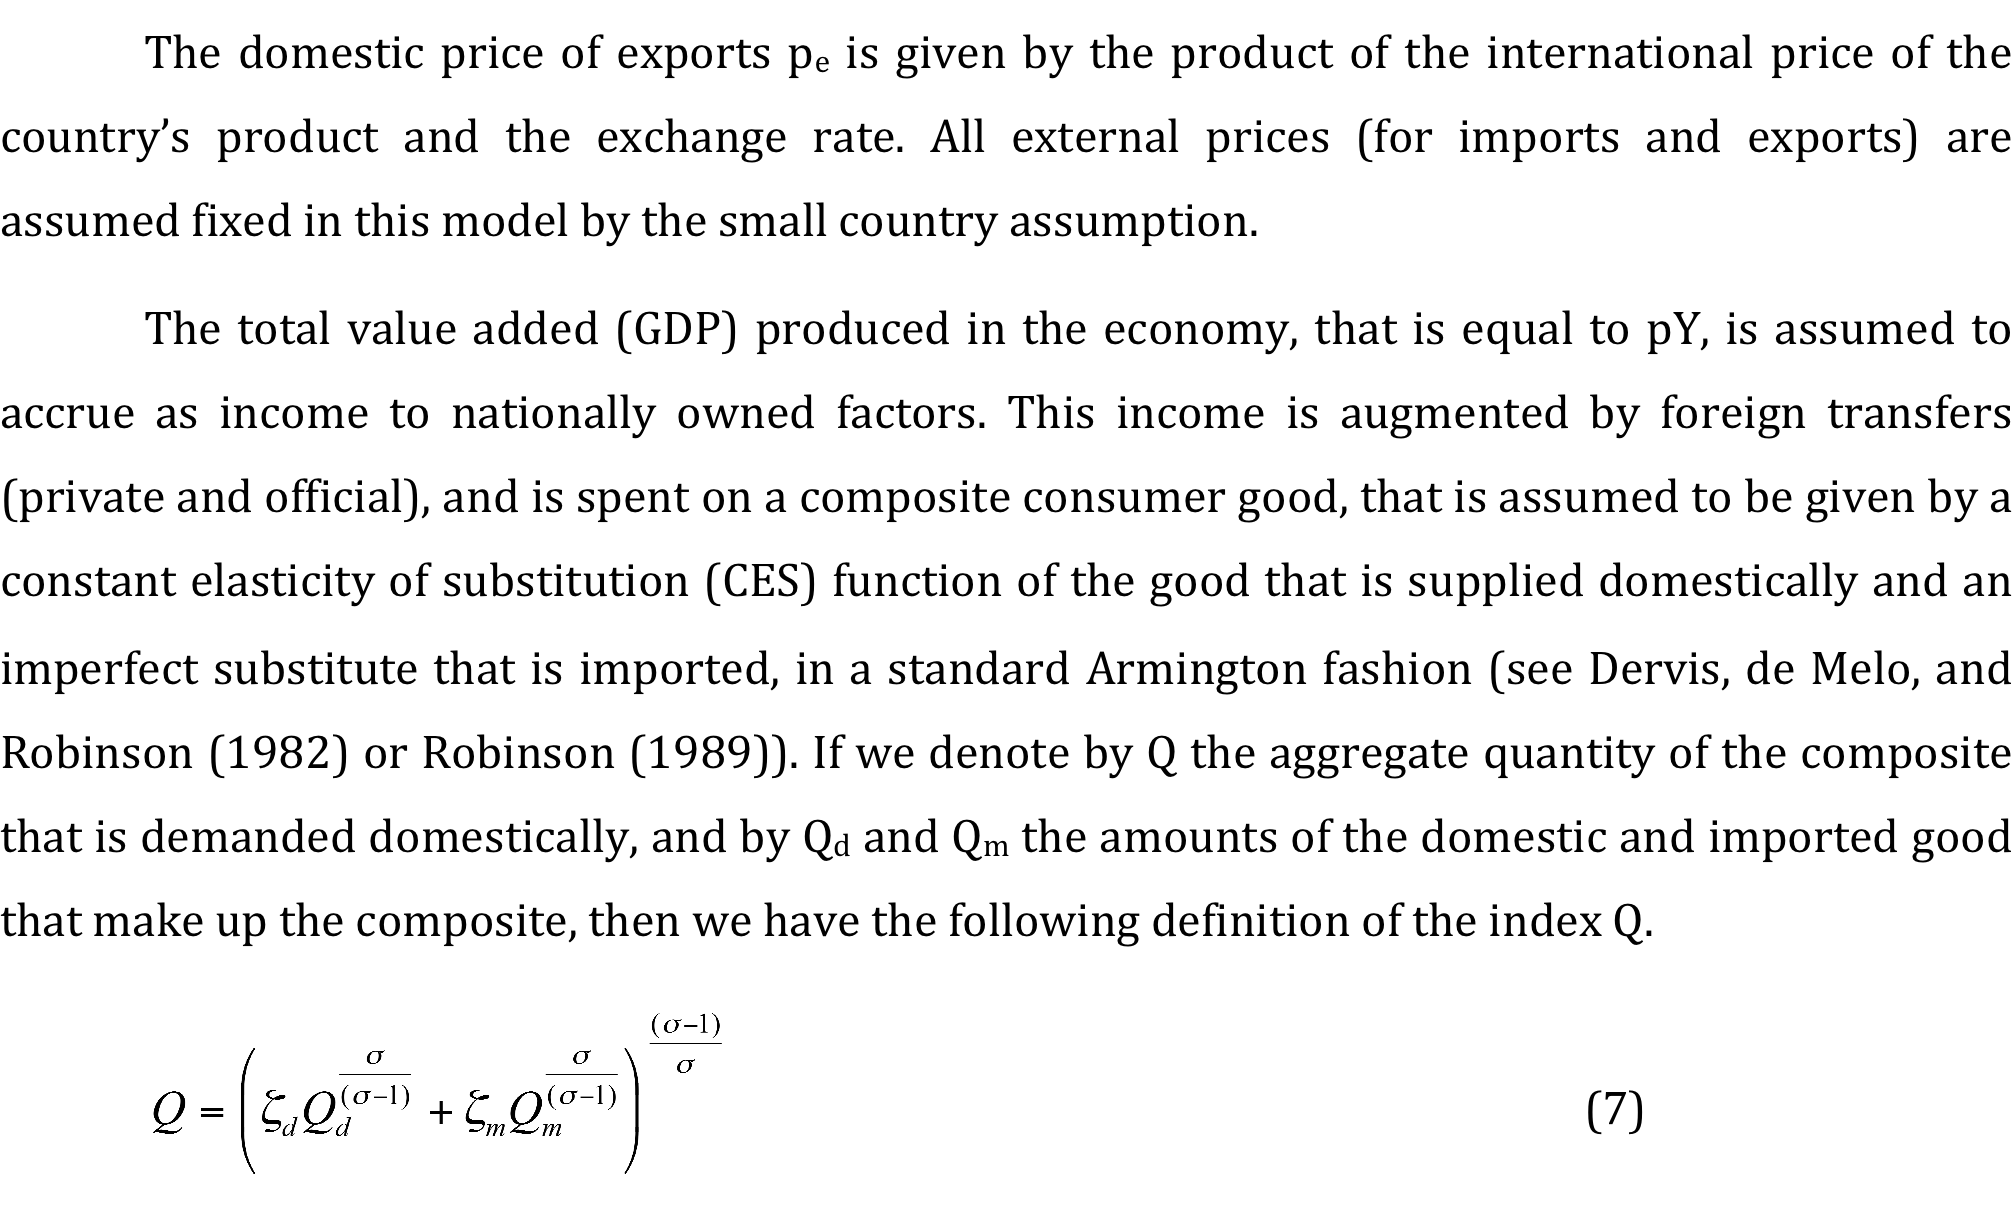 The domestic price of exports pe is given by the product of the international price of the
country’s product and the exchange rate. All external prices (for imports and exports) are
assumed fixed in this model by the small country assumption.
The total value added (GDP) produced in the economy, that is equal to pY, is assumed to
accrue as income to nationally owned factors. This income is augmented by foreign transfers
(private and official), and is spent on a composite consumer good, that is assumed to be given by a
constant elasticity of substitution (CES) function of the good that is supplied domestically and an
imperfect substitute that is imported, in a standard Armington fashion (see Dervis, de Melo, and
Robinson (1982) or Robinson (1989)). If we denote by Q the aggregate quantity of the composite
that is demanded domestically, and by Qd and Qm the amounts of the domestic and imported good
that make up the composite, then we have the following definition of the index Q.
Q = (ζ_d Q_d^{σ/(σ−1)} + ζ_m Q_m^{σ/(σ−1)})^{(σ−1)/σ} (7)